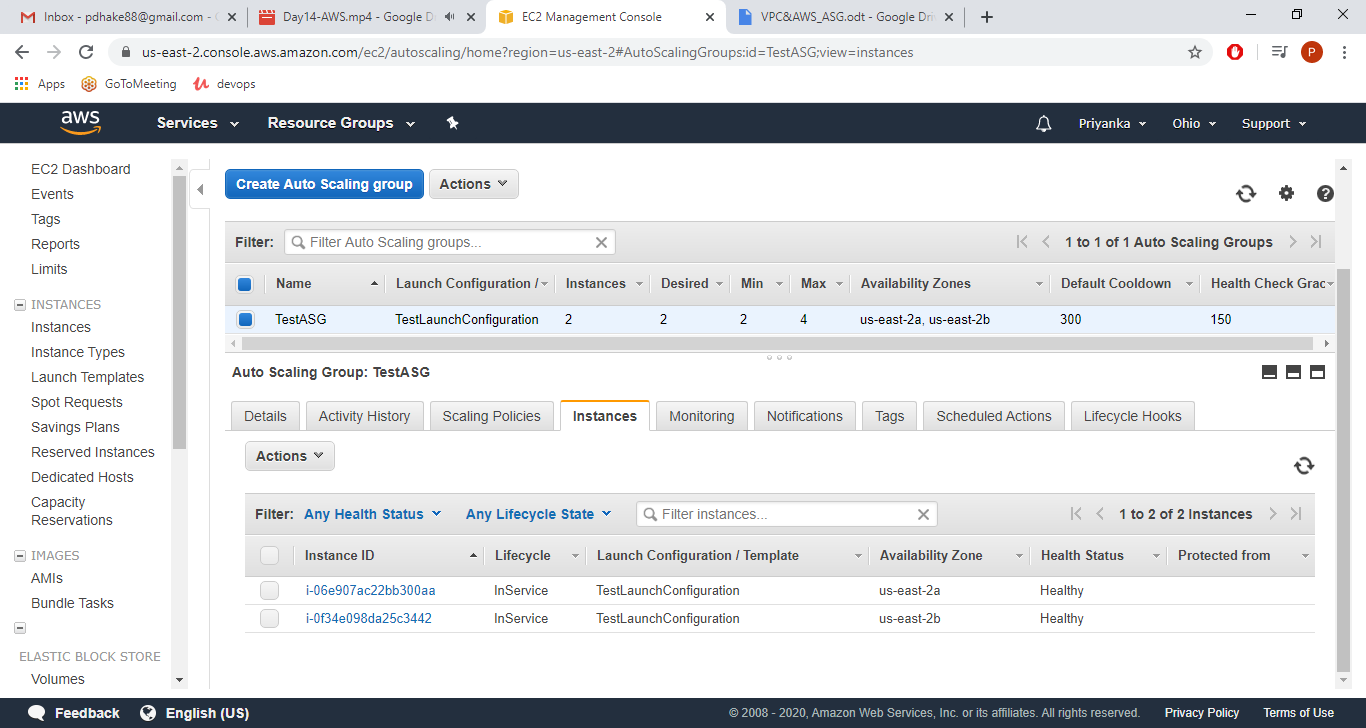 Inbox - pdhake88@gmail.com -
Day14-AWS.mp4 - Google D
EC2 Management Console
VPC&AWS_ASG.odt - Google Dri
us-east-2.console.aws.amazon.com/ec2/autoscaling/home?region=us-east-2#AutoScalingGroups:id=TestASG;view=instances
P
Apps GoToMeeting devops
aws Services Resource Groups Priyanka Ohio Support
EC2 Dashboard
Events
Tags
Reports
Limits
INSTANCES
Instances
Instance Types
Launch Templates
Spot Requests
Savings Plans
Reserved Instances
Dedicated Hosts
Capacity
Reservations
IMAGES
AMIs
Bundle Tasks
ELASTIC BLOCK STORE
Volumes
Create Auto Scaling group Actions
Filter: Filter Auto Scaling groups... 1 to 1 of 1 Auto Scaling Groups
Name Launch Configuration / Instances Desired Min Max Availability Zones Default Cooldown Health Check Grac
TestASG TestLaunchConfiguration 2 2 2 4 us-east-2a, us-east-2b 300 150
Auto Scaling Group: TestASG
Details Activity History Scaling Policies Instances Monitoring Notifications Tags Scheduled Actions Lifecycle Hooks
Actions
Filter: Any Health Status Any Lifecycle State Filter instances... 1 to 2 of 2 Instances
Instance ID Lifecycle Launch Configuration / Template Availability Zone Health Status Protected from
i-06e907ac22bb300aa InService TestLaunchConfiguration us-east-2a Healthy
i-0f34e098da25c3442 InService TestLaunchConfiguration us-east-2b Healthy
Feedback English (US) © 2008 - 2020, Amazon Web Services, Inc. or its affiliates. All rights reserved. Privacy Policy Terms of Use